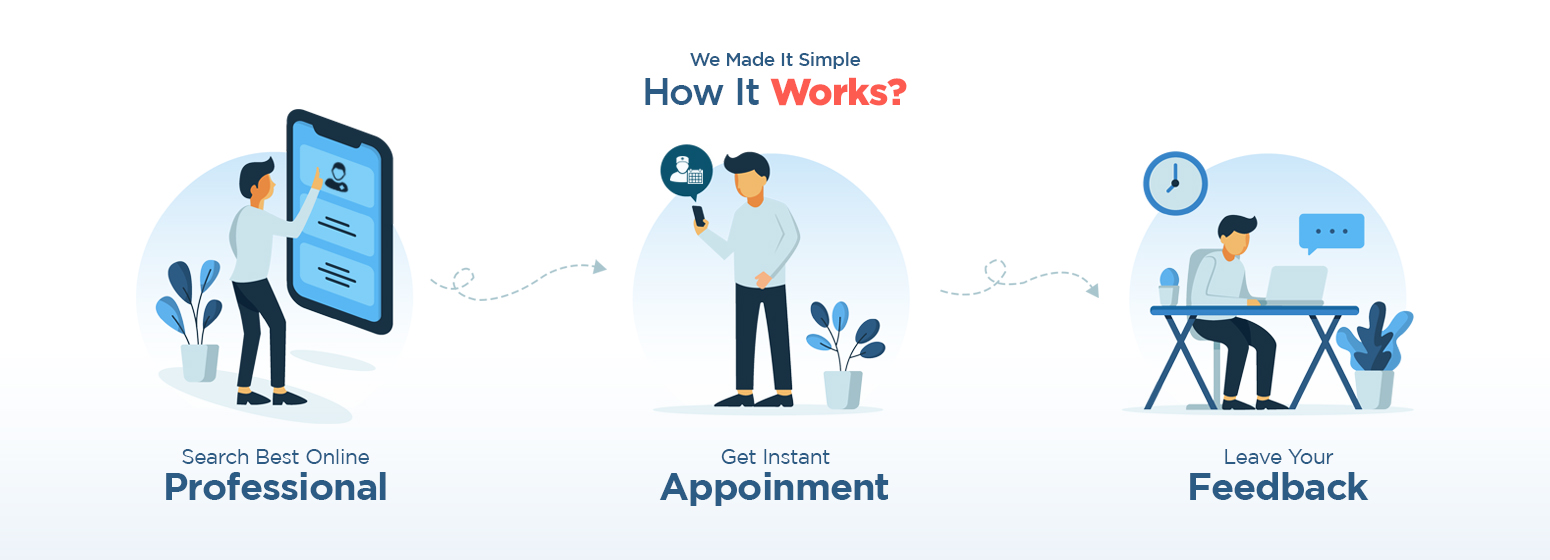 We Made It Simple
How It Works?
Search Best Online
Professional
Get Instant
Appoinment
Leave Your
Feedback